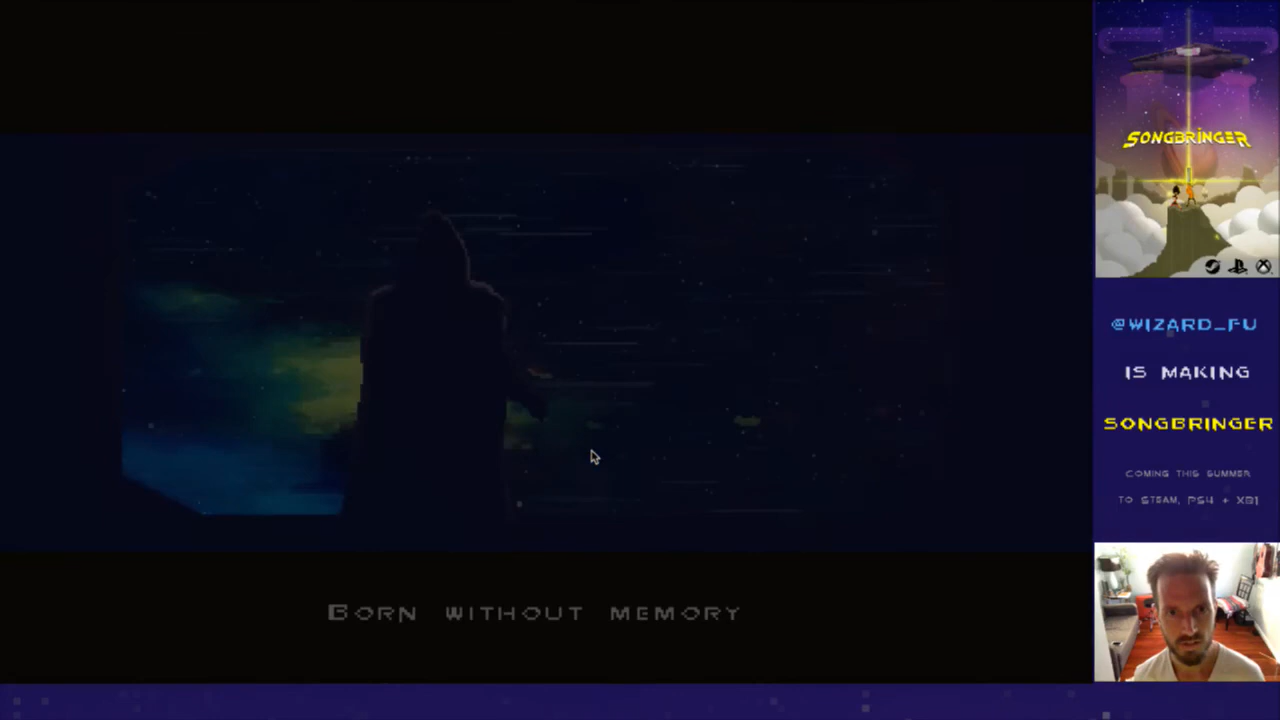 SONGBRINGER
@WIZARD_FU
IS MAKING
SONGBRINGER
COMING THIS SUMMER
TO STEAM, PS4 + XB1
BORN WITHOUT MEMORY